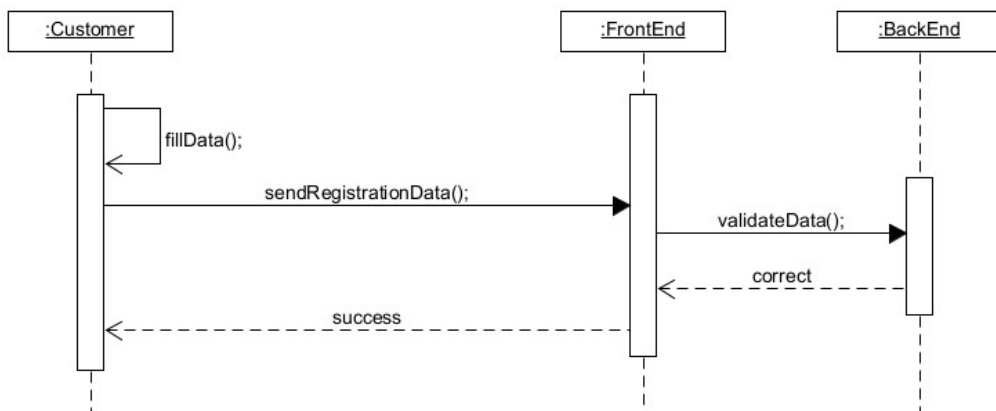 :Customer
:FrontEnd
:BackEnd
fillData();
sendRegistrationData();
validateData();
correct
success